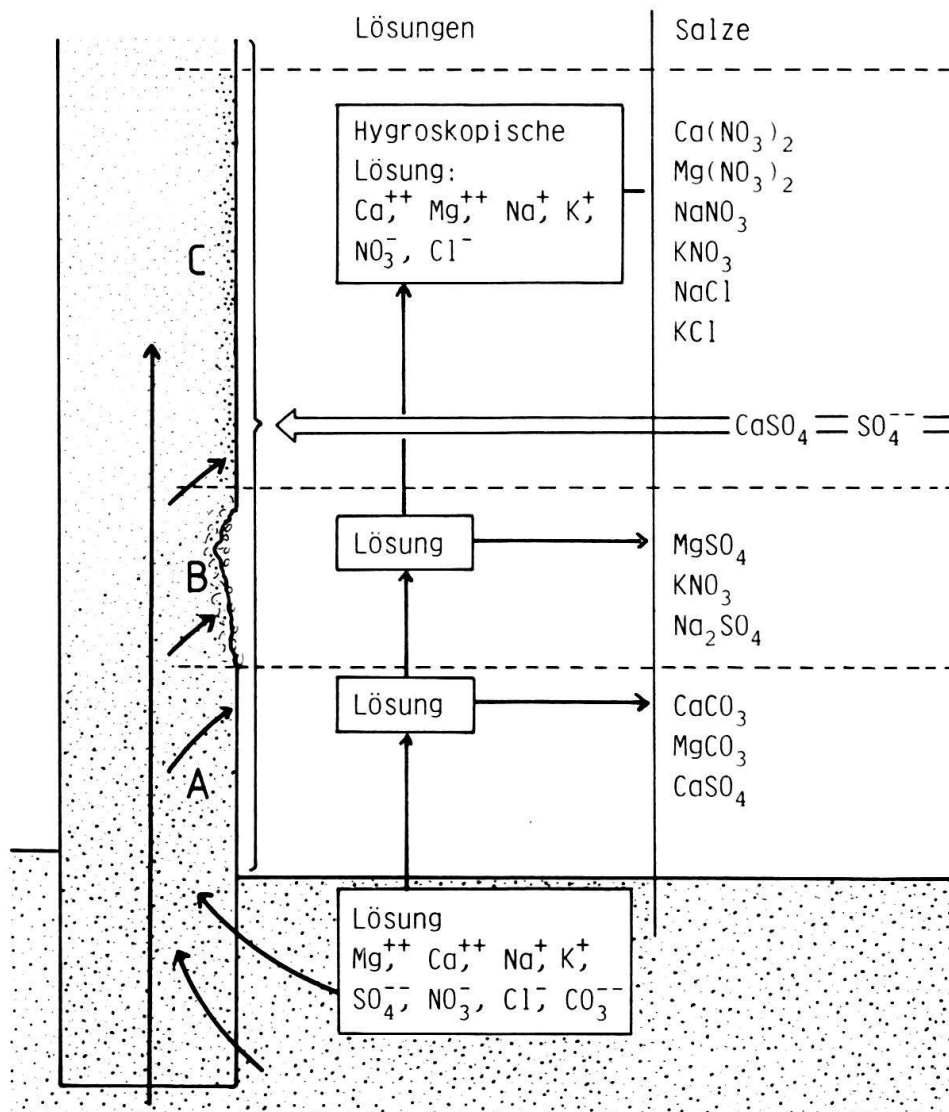 Lösungen
Salze
Hygroskopische
Lösung:
Ca⁺⁺, Mg⁺⁺, Na⁺, K⁺,
NO₃⁻, Cl⁻
Ca(NO₃)₂
Mg(NO₃)₂
NaNO₃
KNO₃
NaCl
KCl
C
CaSO₄ SO₄⁻⁻
Lösung
MgSO₄
KNO₃
Na₂SO₄
B
Lösung
CaCO₃
MgCO₃
CaSO₄
A
Lösung
Mg⁺⁺, Ca⁺⁺, Na⁺, K⁺,
SO₄⁻⁻, NO₃⁻, Cl⁻, CO₃⁻⁻